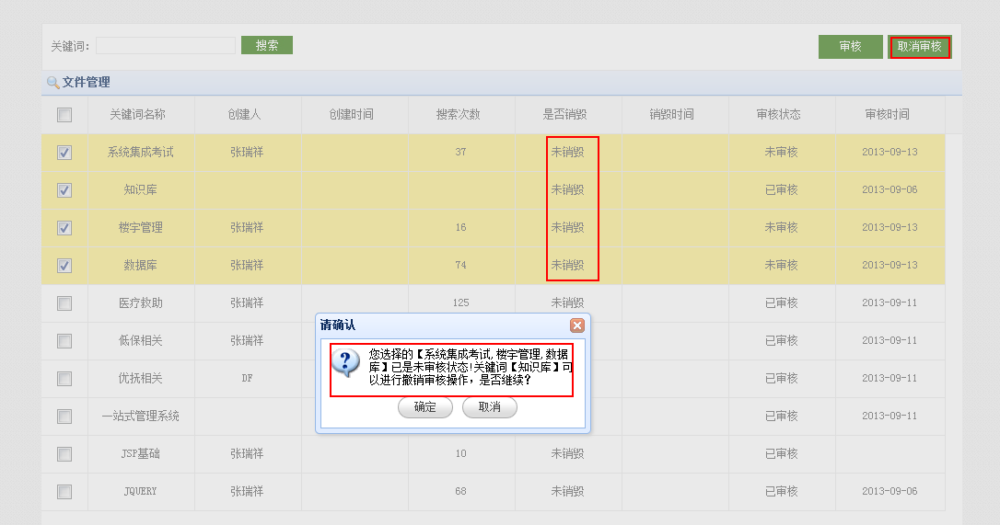 关键词:
搜索
审核
取消审核
文件管理
关键词名称 创建人 创建时间 搜索次数 是否销毁 销毁时间 审核状态 审核时间
系统集成考试 张瑞祥 37 未销毁 未审核 2013-09-13
知识库 未销毁 已审核 2013-09-06
楼宇管理 张瑞祥 16 未销毁 未审核 2013-09-13
数据库 张瑞祥 74 未销毁 未审核 2013-09-13
医疗救助 张瑞祥 125 未销毁 已审核 2013-09-11
低保相关 张瑞祥 已审核 2013-09-11
优抚相关 DF 已审核 2013-09-11
一站式管理系统 已审核 2013-09-11
JSP基础 张瑞祥 10 未销毁 已审核
JQUERY 张瑞祥 68 未销毁 已审核 2013-09-06
请确认
您选择的【系统集成考试,楼宇管理,数据
库】已是未审核状态!关键词【知识库】可
以进行撤销审核操作，是否继续?
确定
取消